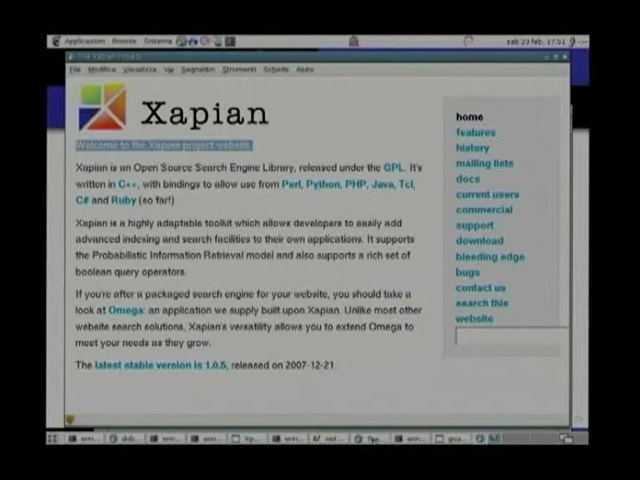 Applicazioni Risorse Sistema
sab 23 feb, 17:51
File Modifica Visualizza Vai Segnalibri Strumenti Schede Aiuto
Xapian
Welcome to the Xapian project website.
Xapian is an Open Source Search Engine Library, released under the GPL. It's
written in C++, with bindings to allow use from Perl, Python, PHP, Java, Tcl,
C# and Ruby (so far!)
Xapian is a highly adaptable toolkit which allows developers to easily add
advanced indexing and search facilities to their own applications. It supports
the Probabilistic Information Retrieval model and also supports a rich set of
boolean query operators.
If you're after a packaged search engine for your website, you should take a
look at Omega: an application we supply built upon Xapian. Unlike most other
website search solutions, Xapian's versatility allows you to extend Omega to
meet your needs as they grow.
The latest stable version is 1.0.5, released on 2007-12-21.
home
features
history
mailing lists
docs
current users
commercial
support
download
bleeding edge
bugs
contact us
search this
website